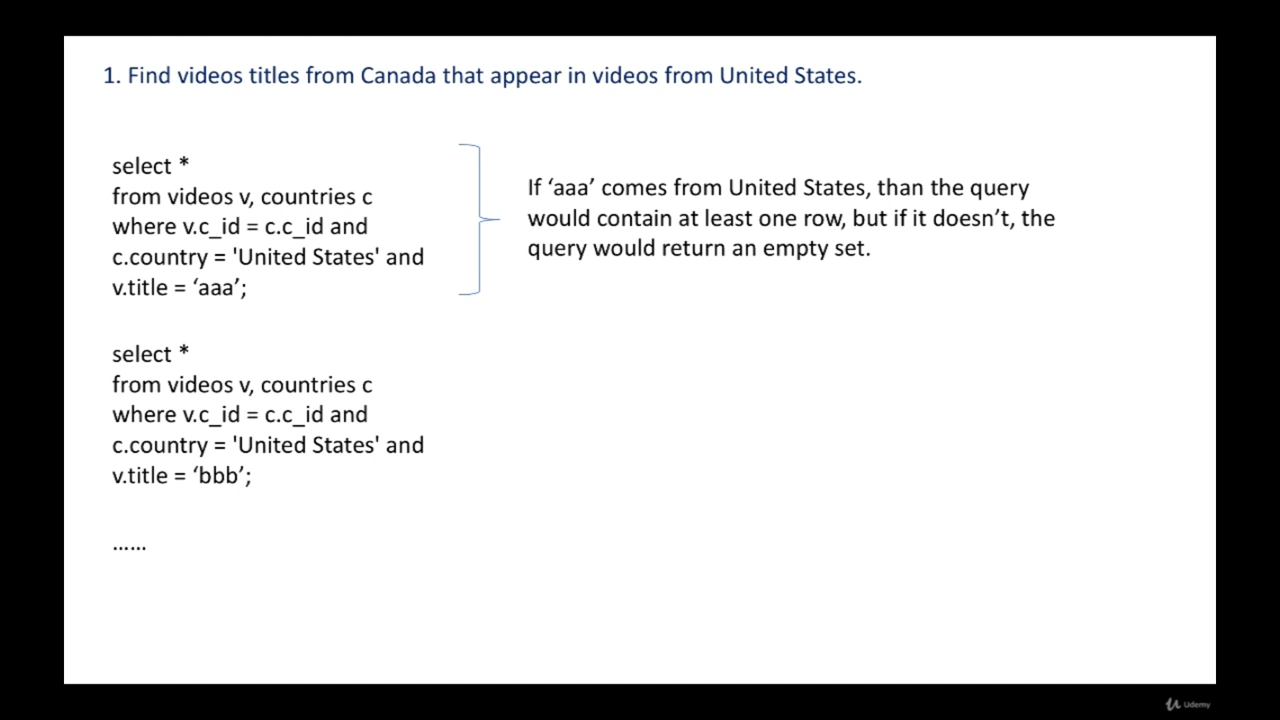 1. Find videos titles from Canada that appear in videos from United States.
select *
from videos v, countries c
where v.c_id = c.c_id and
c.country = 'United States' and
v.title = ‘aaa’;
If ‘aaa’ comes from United States, than the query
would contain at least one row, but if it doesn’t, the
query would return an empty set.
select *
from videos v, countries c
where v.c_id = c.c_id and
c.country = 'United States' and
v.title = ‘bbb’;
......
Udemy